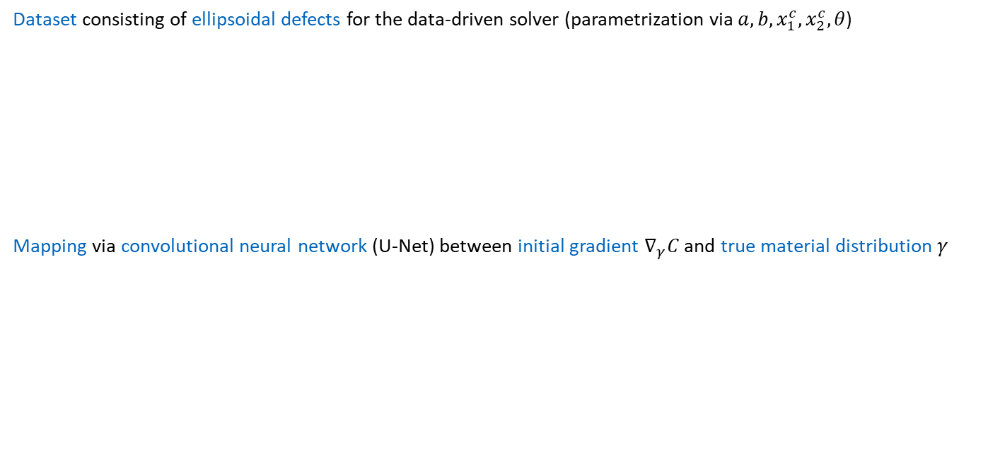 Dataset consisting of ellipsoidal defects for the data-driven solver (parametrization via $a, b, x_1^c, x_2^c, \theta$)
Mapping via convolutional neural network (U-Net) between initial gradient $\nabla_\gamma C$ and true material distribution $\gamma$